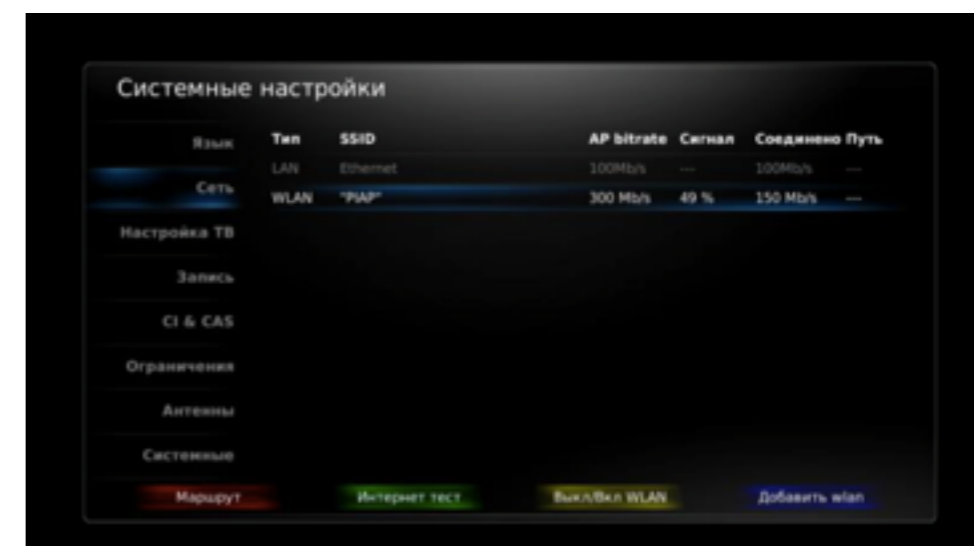 Системные настройки
Язык
Тип SSID AP bitrate Сигнал Соединено Путь
LAN Ethernet 100Mb/s --- 100Mb/s ---
Сеть
WLAN "PIAP" 300 Mb/s 49 % 150 Mb/s ---
Настройка ТВ
Запись
CI & CAS
Ограничения
Антенны
Системные
Маршрут Интернет тест Выкл/Вкл WLAN Добавить wlan